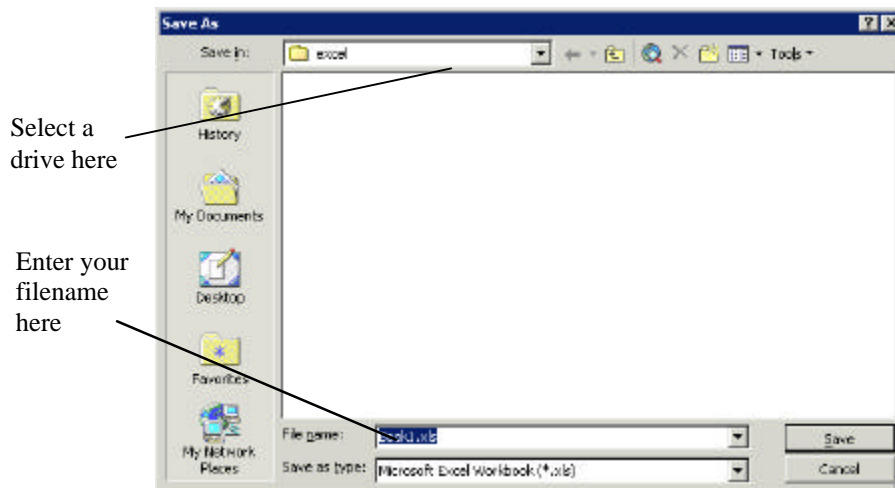 Save As
Save in:
excel
Tools
Select a
drive here
History
My Documents
Desktop
Enter your
filename
here
Favorites
My Network
Places
File name:
.xls
Save
Save as type:
Microsoft Excel Workbook (*.xls)
Cancel